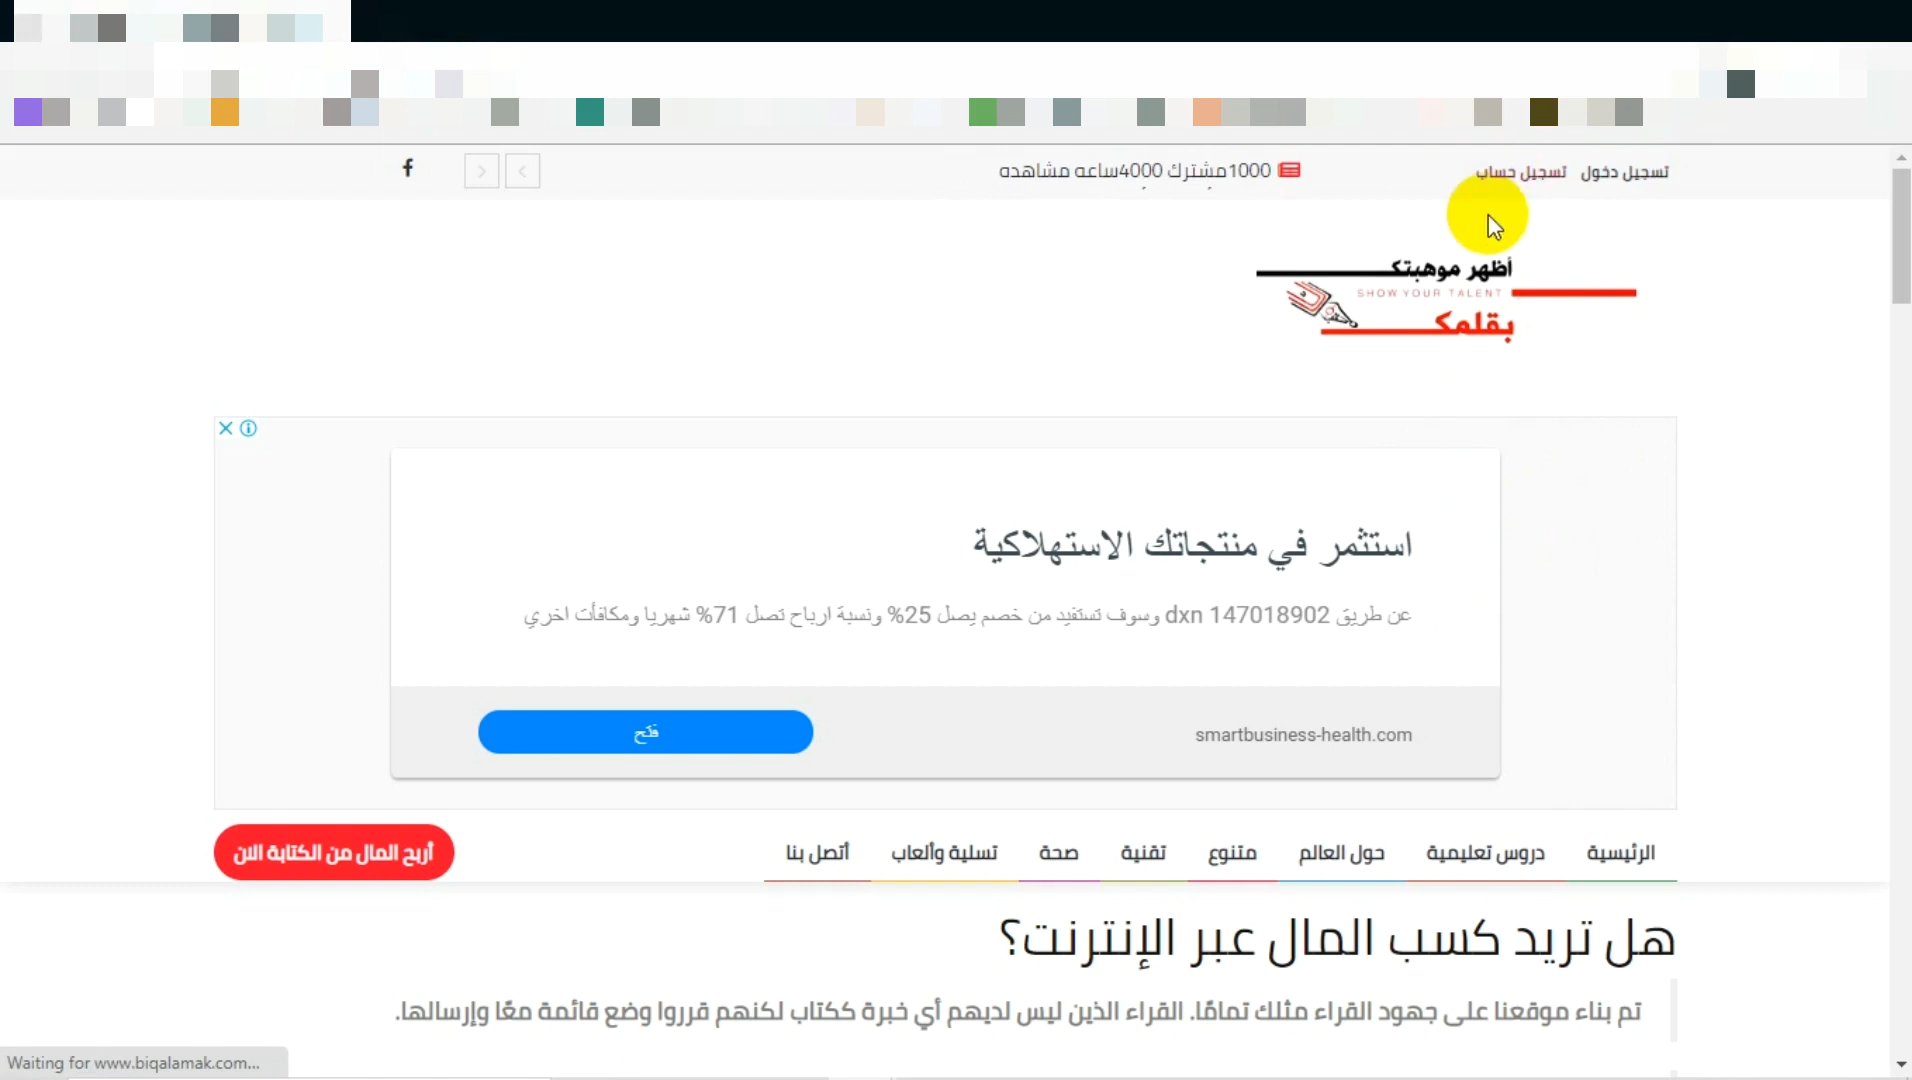 تسجيل دخول تسجيل حساب
1000مشترك 4000ساعه مشاهده
أظهر موهبتكـ
SHOW YOUR TALENT
بقلمكـ
استثمر في منتجاتك الاستهلاكية
عن طريق dxn 147018902 وسوف تستفيد من خصم يصل 25% ونسبة ارباح تصل 71% شهريا ومكافأت اخري
smartbusiness-health.com
فتح
الرئيسية دروس تعليمية حول العالم متنوع تقنية صحة تسلية وألعاب أتصل بنا
أربح المال من الكتابة الان
هل تريد كسب المال عبر الإنترنت؟
تم بناء موقعنا على جهود القراء مثلك تمامًا. القراء الذين ليس لديهم أي خبرة ككتاب لكنهم قرروا وضع قائمة معًا وإرسالها.
Waiting for www.biqalamak.com...